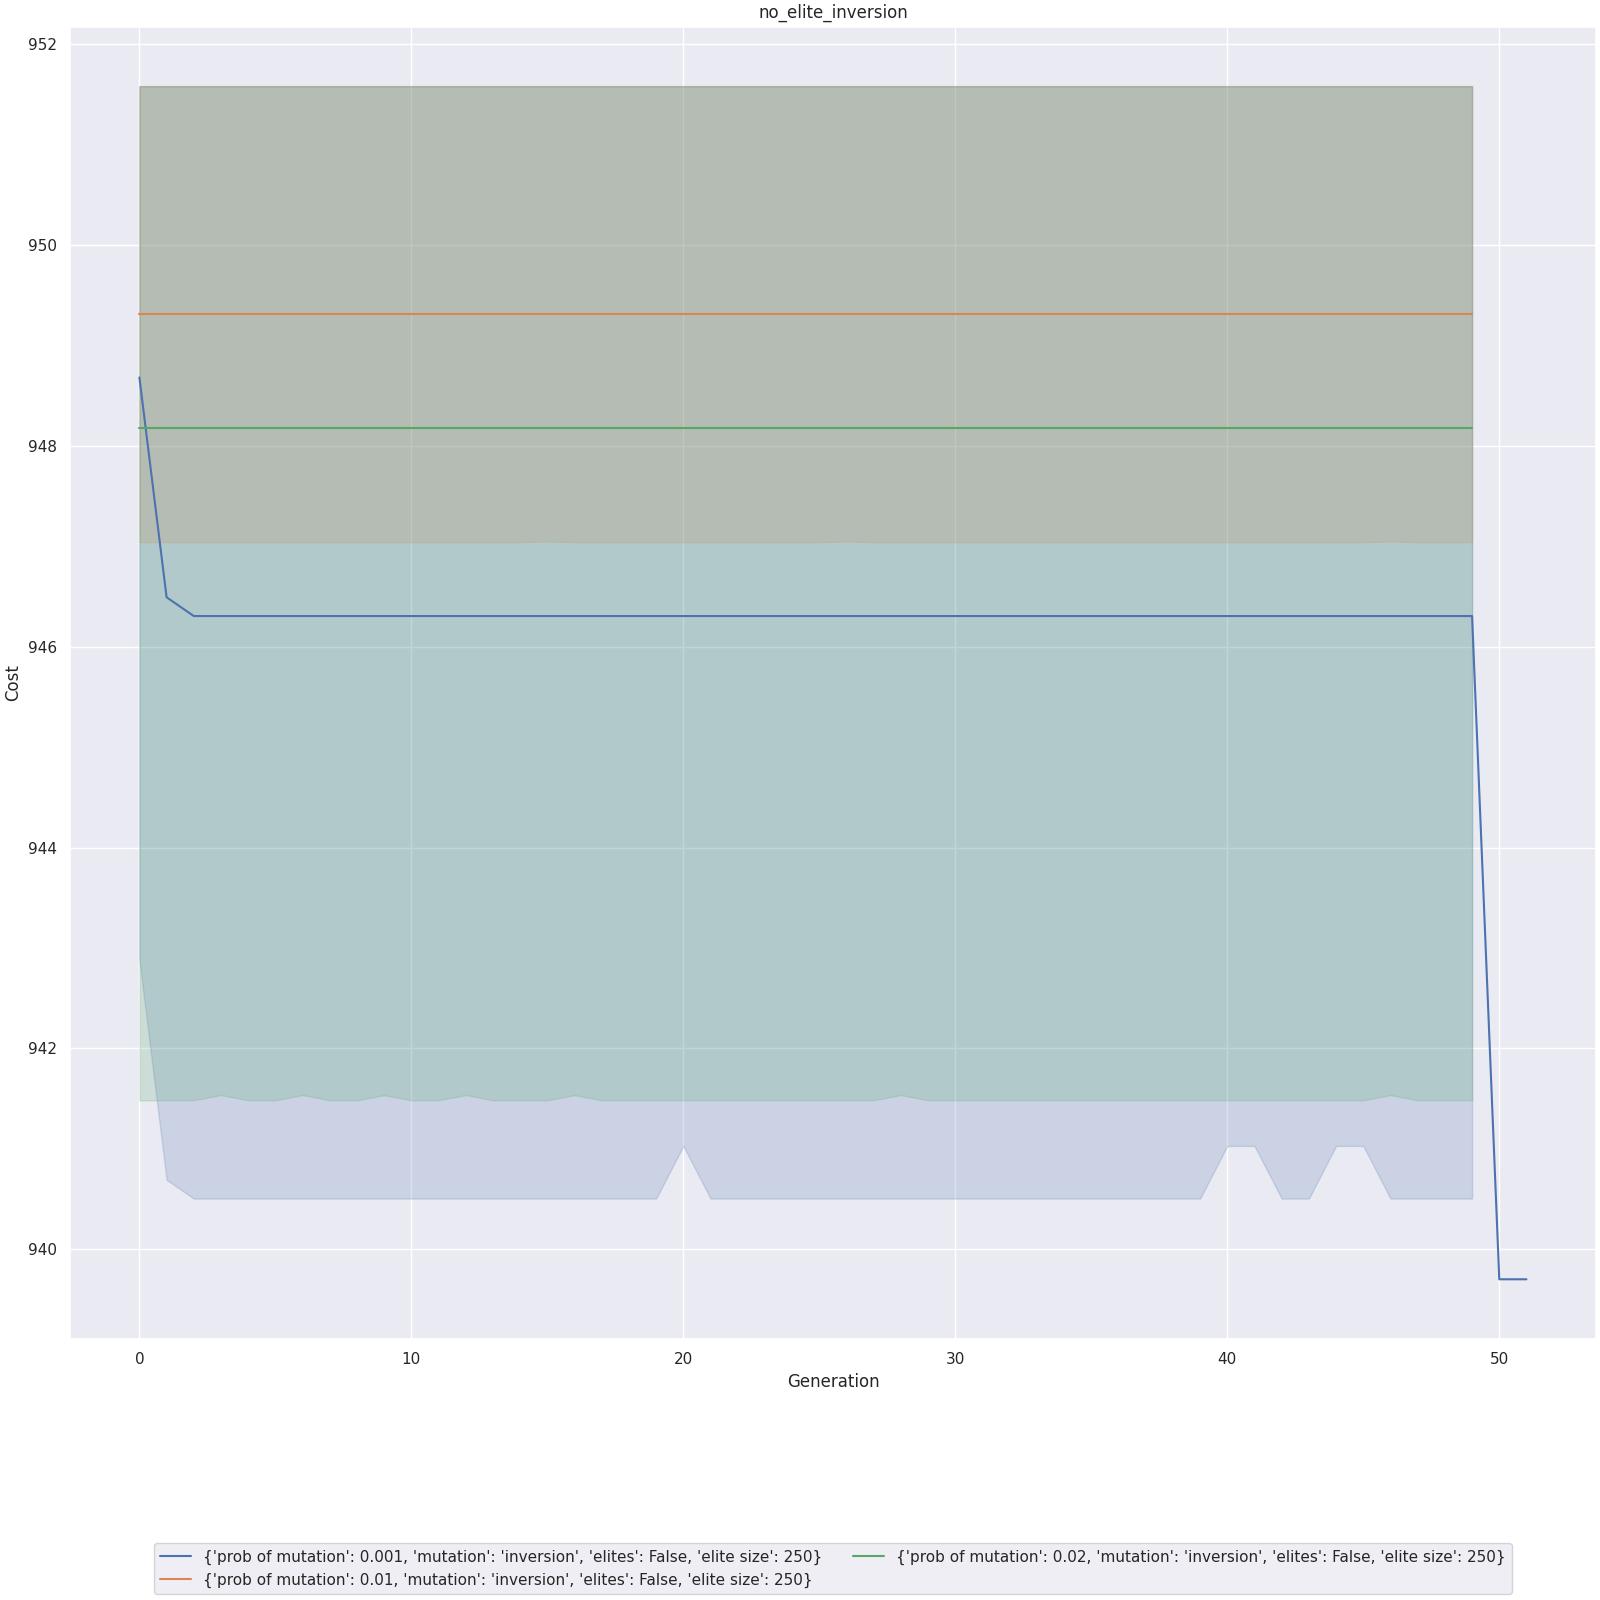 no_elite_inversion
952
950
948
946
944
942
940
Cost
0 10 20 30 40 50
Generation
{'prob of mutation': 0.001, 'mutation': 'inversion', 'elites': False, 'elite size': 250}
{'prob of mutation': 0.01, 'mutation': 'inversion', 'elites': False, 'elite size': 250}
{'prob of mutation': 0.02, 'mutation': 'inversion', 'elites': False, 'elite size': 250}